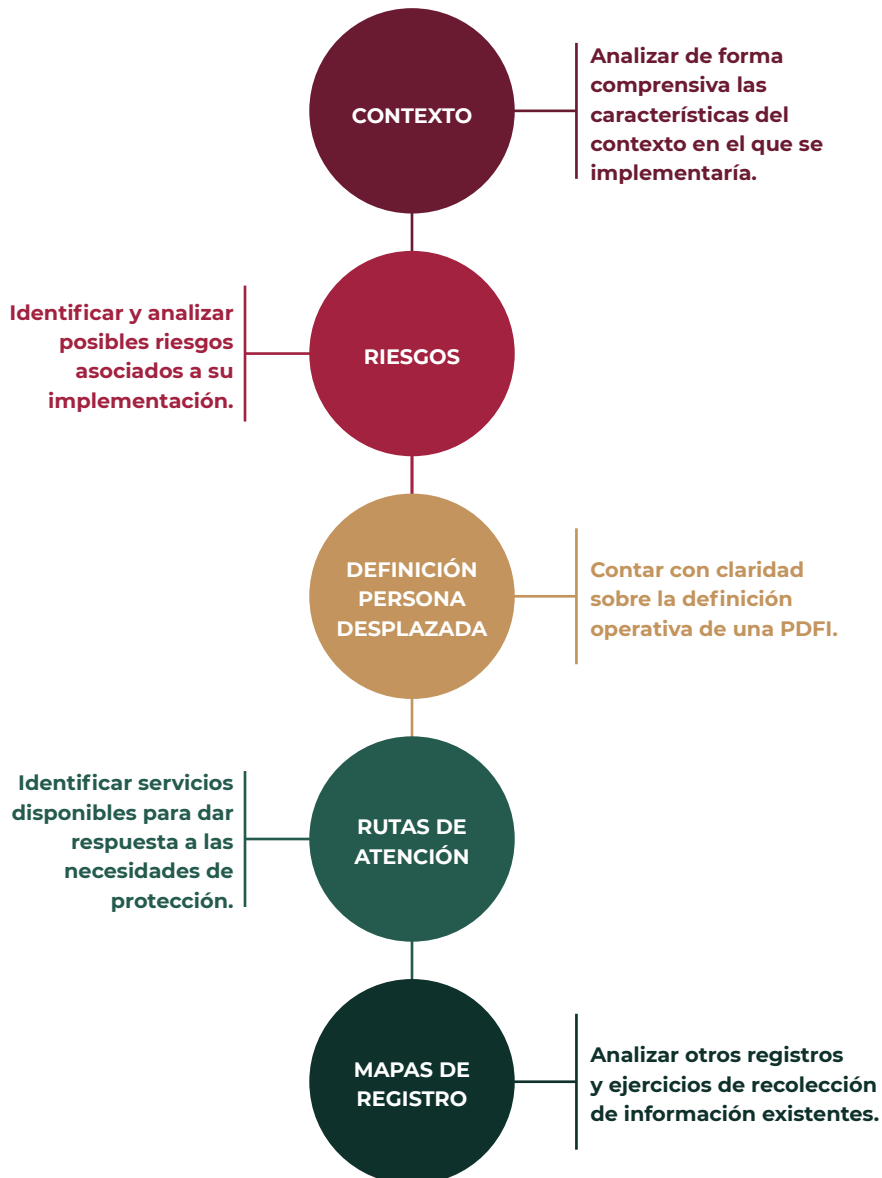 CONTEXTO
Analizar de forma
comprensiva las
características del
contexto en el que se
implementaría.
Identificar y analizar
posibles riesgos
asociados a su
implementación.
RIESGOS
DEFINICIÓN
PERSONA
DESPLAZADA
Contar con claridad
sobre la definición
operativa de una PDFI.
Identificar servicios
disponibles para dar
respuesta a las
necesidades de
protección.
RUTAS DE
ATENCIÓN
MAPAS DE
REGISTRO
Analizar otros registros
y ejercicios de recolección
de información existentes.